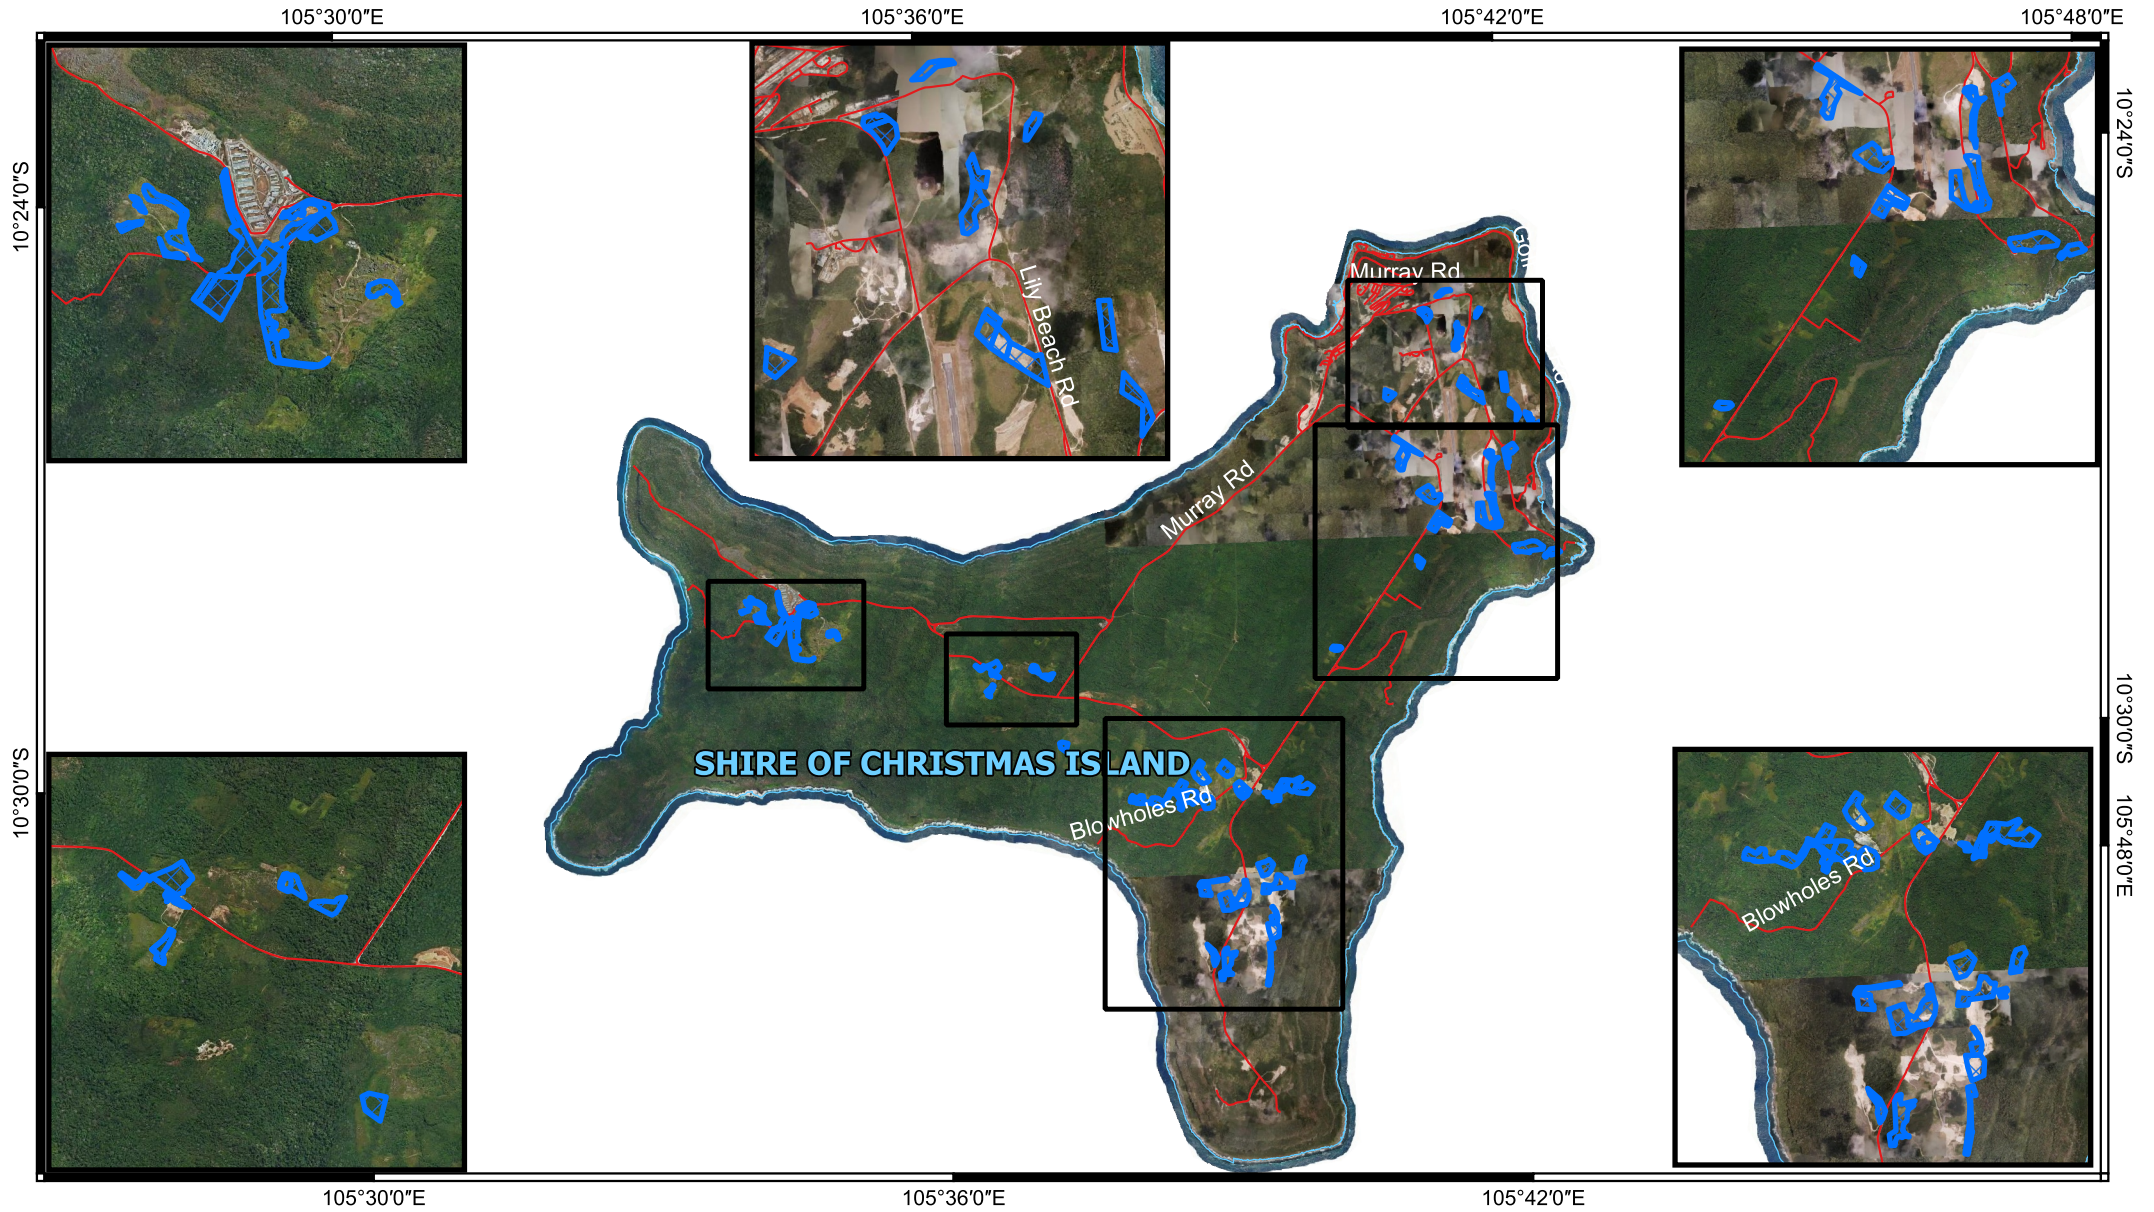 105°30′0″E
105°36′0″E
105°42′0″E
105°48′0″E
10°24′0″S
10°24′0″S
Lily Beach Rd
Murray Rd
Murray Rd
10°30′0″S
10°30′0″S
SHIRE OF CHRISTMAS ISLAND
Blowholes Rd
Blowholes Rd
105°48′0″E
105°30′0″E
105°36′0″E
105°42′0″E